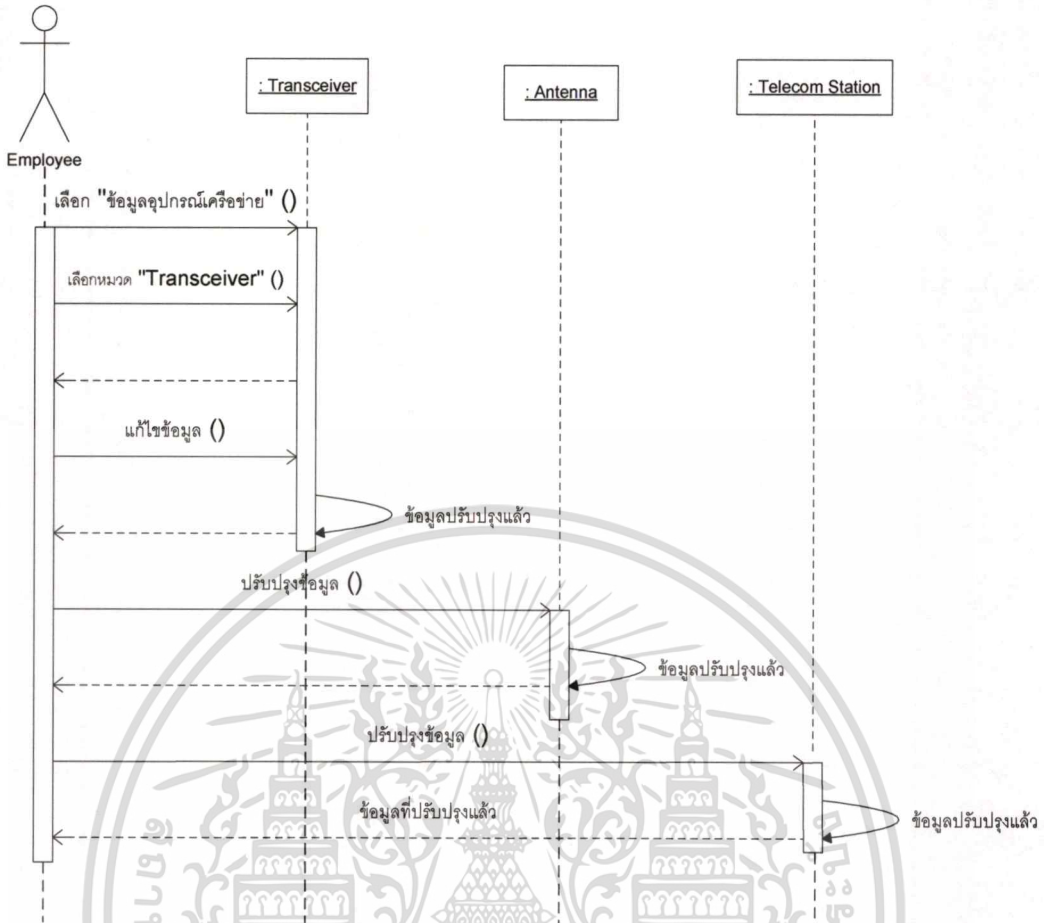 : Transceiver
: Antenna
: Telecom Station
Employee
เลือก "ข้อมูลอุปกรณ์เครือข่าย" ()
เลือกหมวด "Transceiver" ()
แก้ไขข้อมูล ()
ข้อมูลปรับปรุงแล้ว
ปรับปรุงข้อมูล ()
ข้อมูลปรับปรุงแล้ว
ปรับปรุงข้อมูล ()
ข้อมูลที่ปรับปรุงแล้ว
ข้อมูลปรับปรุงแล้ว